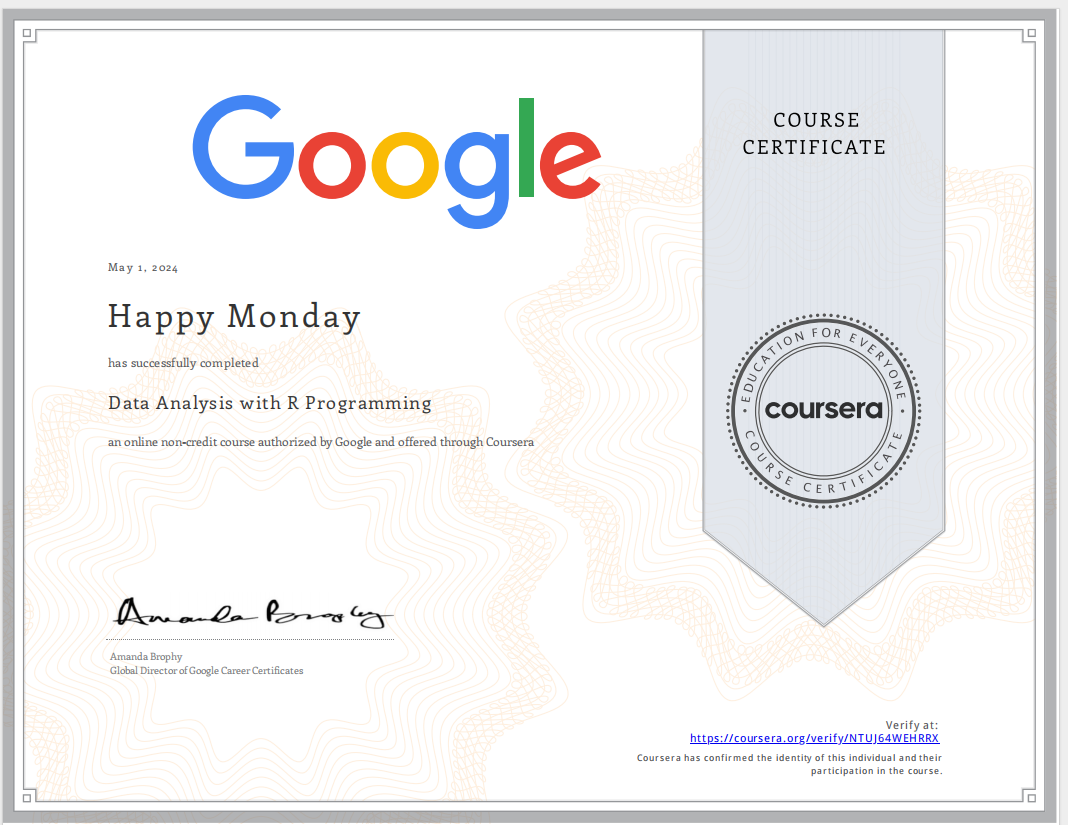 Google
COURSE
CERTIFICATE
May 1, 2024
Happy Monday
has successfully completed
Data Analysis with R Programming
an online non-credit course authorized by Google and offered through Coursera
EDUCATION FOR EVERYONE
coursera
COURSE CERTIFICATE
Amanda Brophy
Amanda Brophy
Global Director of Google Career Certificates
Verify at:
https://coursera.org/verify/NTUJ64WEHRRX
Coursera has confirmed the identity of this individual and their
participation in the course.